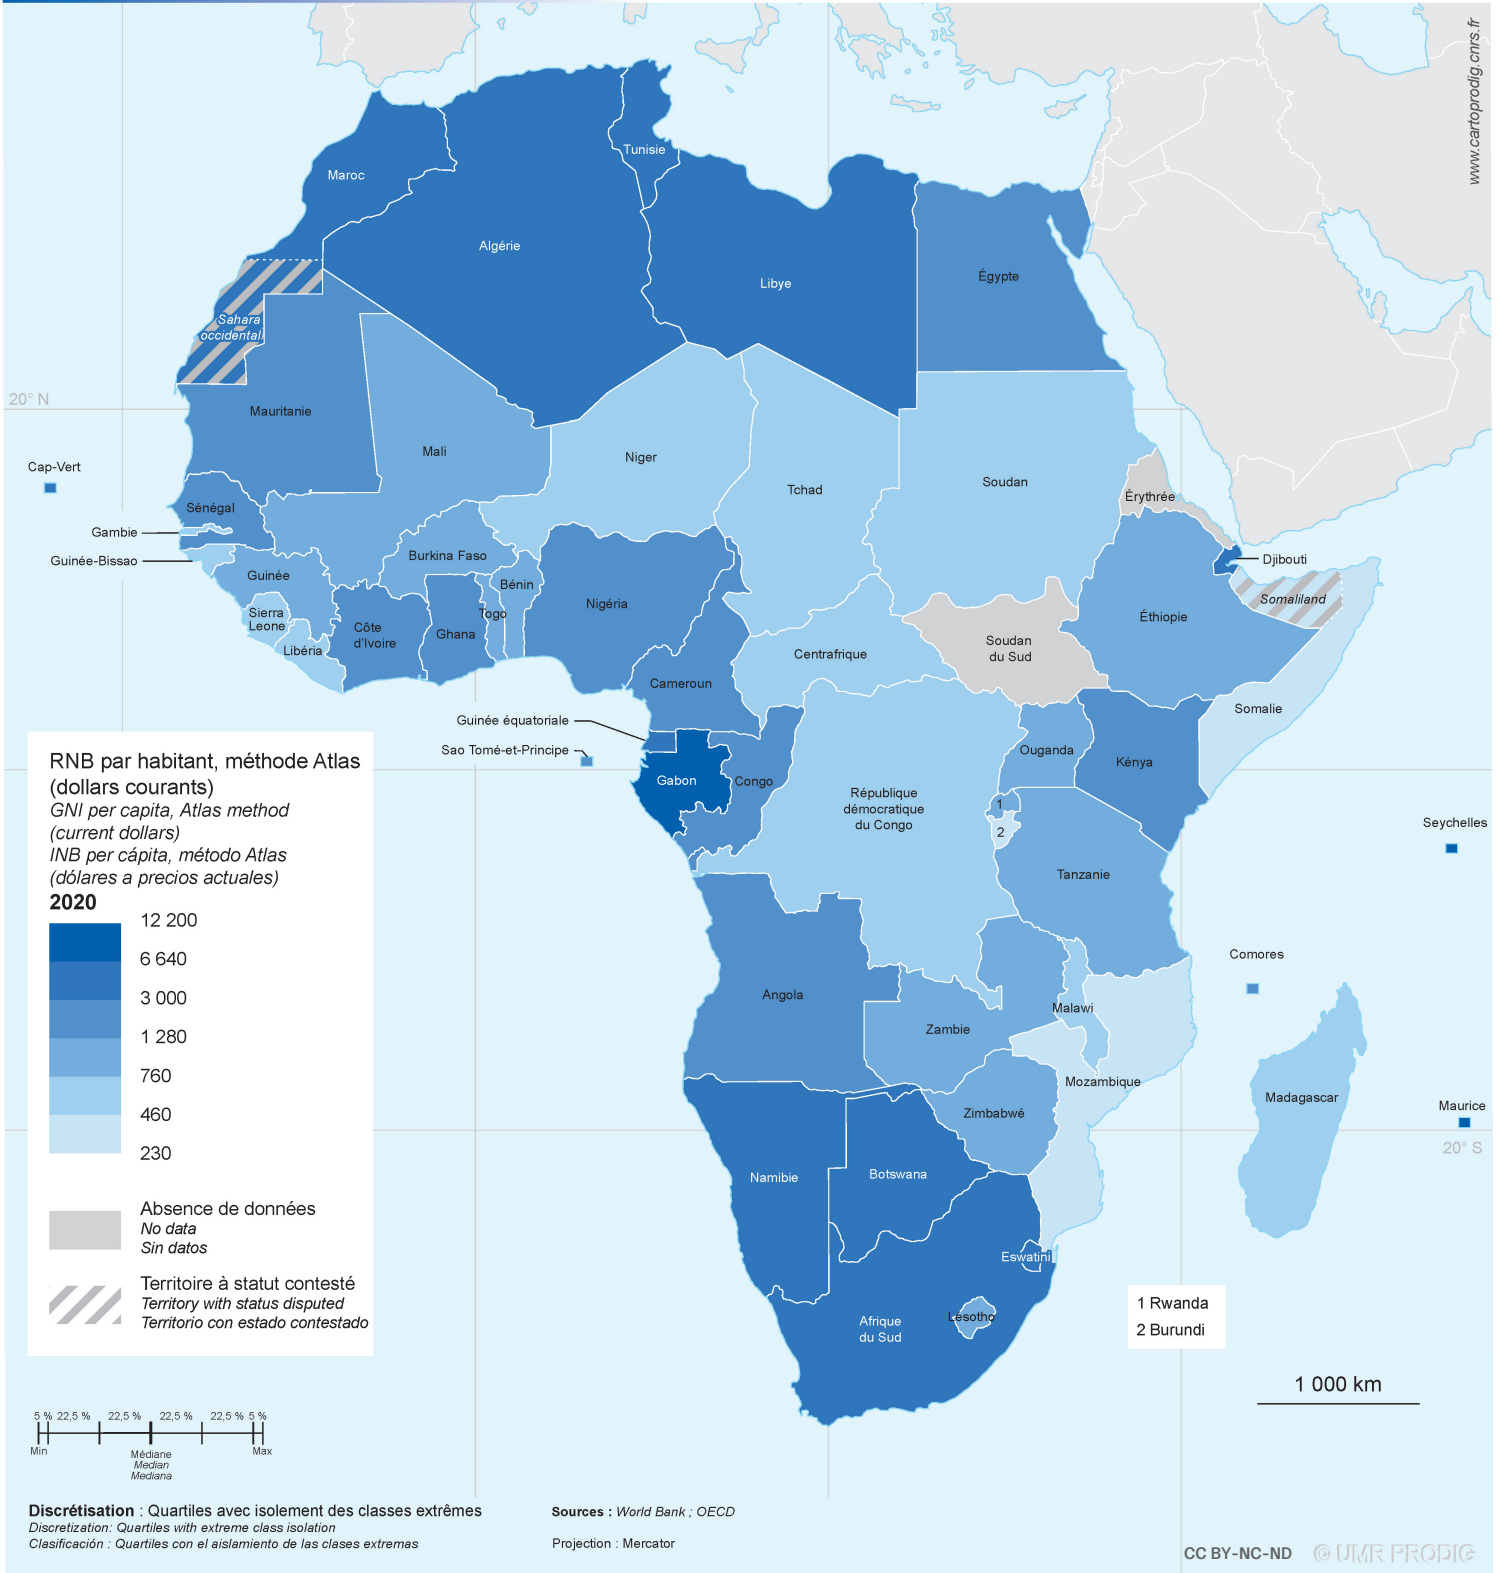 www.cartoprodig.cnrs.fr
Tunisie
Maroc
Algérie
Libye
Égypte
Sahara
occidental
20° N
Mauritanie
Mali
Niger
Tchad
Soudan
Érythrée
Cap-Vert
Sénégal
Gambie
Guinée-Bissao
Guinée
Burkina Faso
Bénin
Togo
Nigéria
Djibouti
Somaliland
Éthiopie
Sierra
Leone
Libéria
Côte
d'Ivoire
Ghana
Soudan
du Sud
Centrafrique
Cameroun
Somalie
Guinée équatoriale
Sao Tomé-et-Principe
Gabon
Congo
Ouganda
Kénya
République
démocratique
du Congo
1
2
Seychelles
Tanzanie
Comores
Angola
Malawi
Zambie
Mozambique
Zimbabwé
Madagascar
Maurice
20° S
Namibie
Botswana
Eswatini
Lésotho
Afrique
du Sud
RNB par habitant, méthode Atlas
(dollars courants)
GNI per capita, Atlas method
(current dollars)
INB per cápita, método Atlas
(dólares a precios actuales)
2020
12 200
6 640
3 000
1 280
760
460
230
Absence de données
No data
Sin datos
Territoire à statut contesté
Territory with status disputed
Territorio con estado contestado
1 Rwanda
2 Burundi
1 000 km
5 % 22,5 % 22,5 % 22,5 % 22,5 % 5 %
Min Médiane Max
Median
Mediana
Discrétisation : Quartiles avec isolement des classes extrêmes
Discretization: Quartiles with extreme class isolation
Clasificación : Quartiles con el aislamiento de las clases extremas
Sources : World Bank ; OECD
Projection : Mercator
CC BY-NC-ND © UMR PRODIG